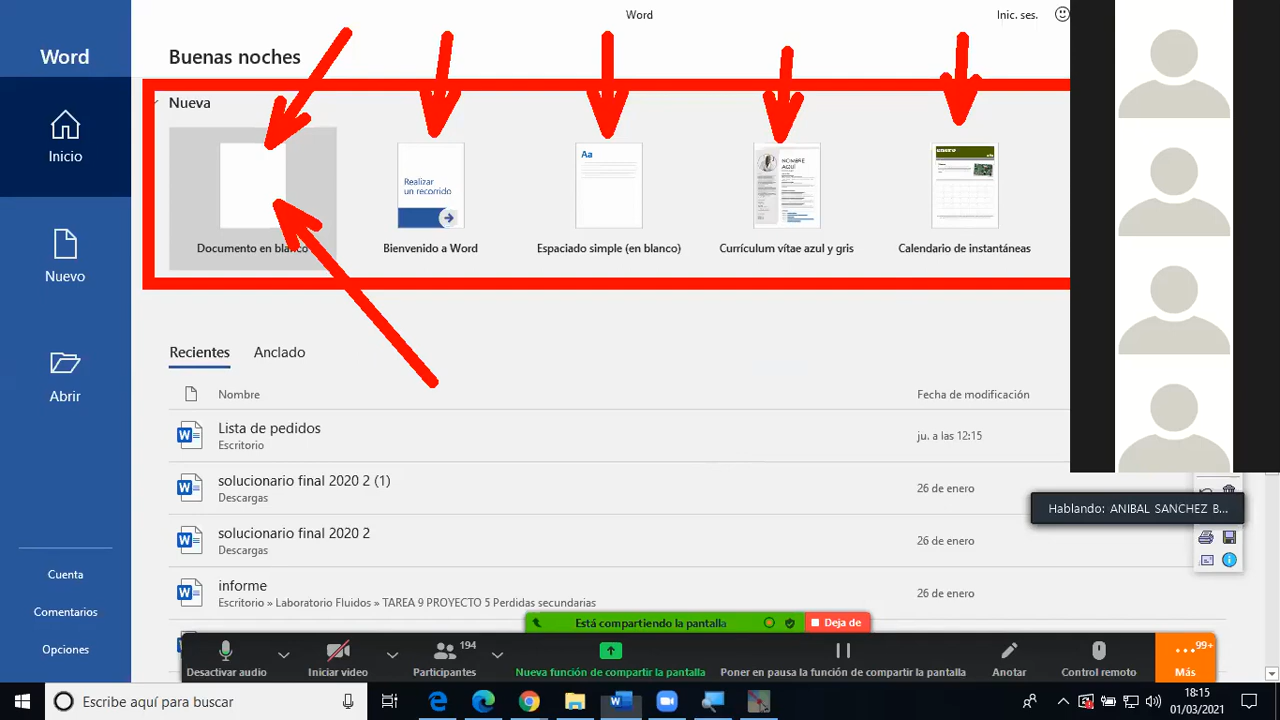 Word
Inic. ses.
Word
Buenas noches
Nueva
Inicio
Nuevo
Abrir
Cuenta
Comentarios
Opciones
Realizar
un recorrido
Aa
NOMBRE
AQUÍ
enero
Documento en blanco
Bienvenido a Word
Espaciado simple (en blanco)
Currículum vítae azul y gris
Calendario de instantáneas
Recientes
Anclado
Nombre
Fecha de modificación
Lista de pedidos
Escritorio
ju. a las 12:15
solucionario final 2020 2 (1)
Descargas
26 de enero
solucionario final 2020 2
Descargas
26 de enero
informe
Escritorio » Laboratorio Fluidos » TAREA 9 PROYECTO 5 Perdidas secundarias
26 de enero
Hablando: ANIBAL SANCHEZ B...
Está compartiendo la pantalla
Deja de
194
99+
Desactivar audio
Iniciar video
Participantes
Nueva función de compartir la pantalla
Poner en pausa la función de compartir la pantalla
Anotar
Control remoto
Más
Escribe aquí para buscar
18:15
01/03/2021